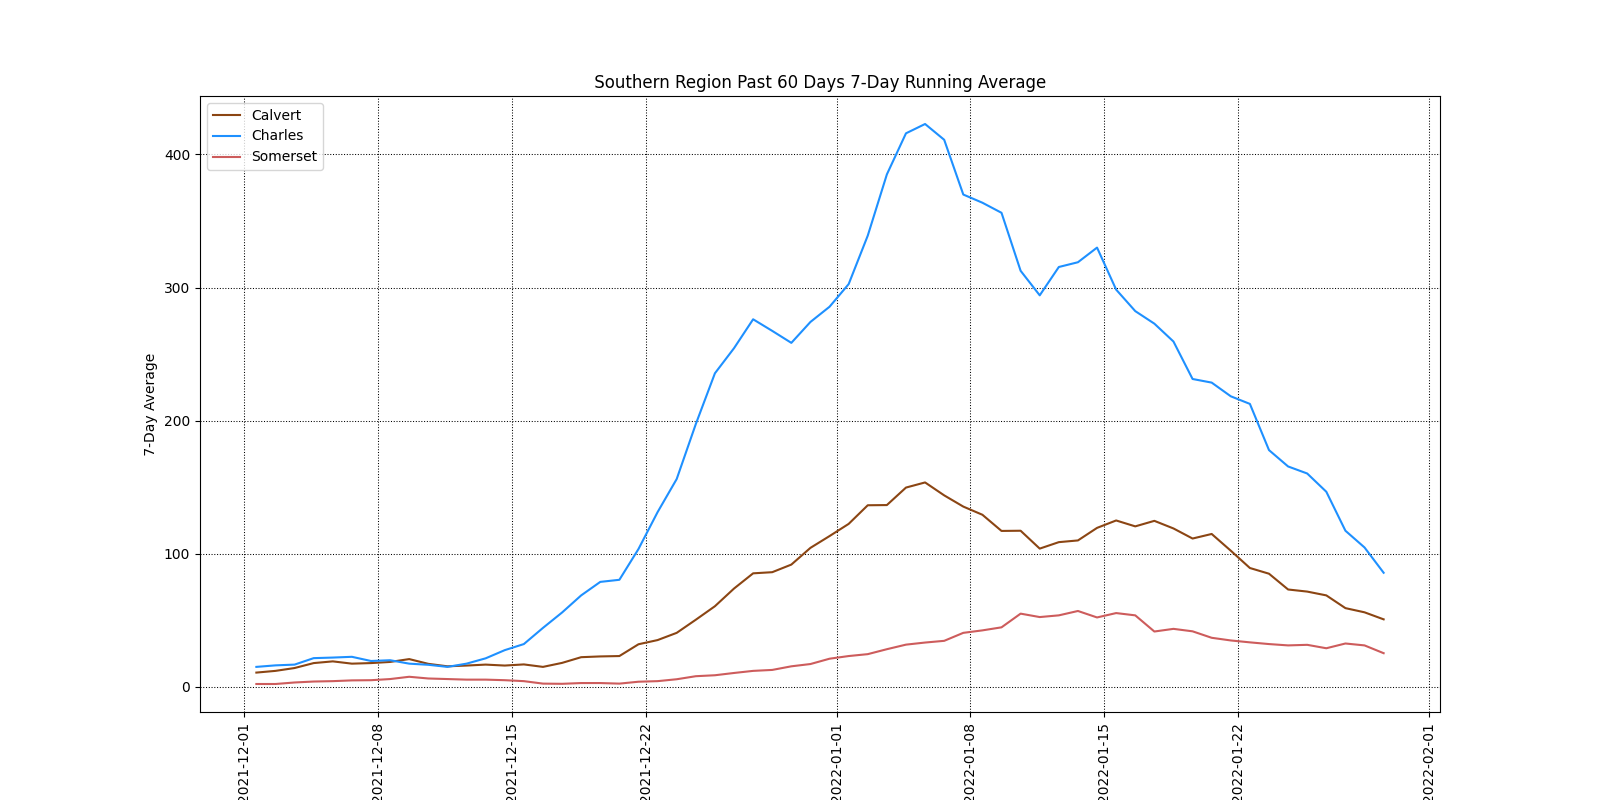 Southern Region Past 60 Days 7-Day Running Average
Calvert
Charles
Somerset
7-Day Average
400
300
200
100
0
2021-12-01
2021-12-08
2021-12-15
2021-12-22
2022-01-01
2022-01-08
2022-01-15
2022-01-22
2022-02-01